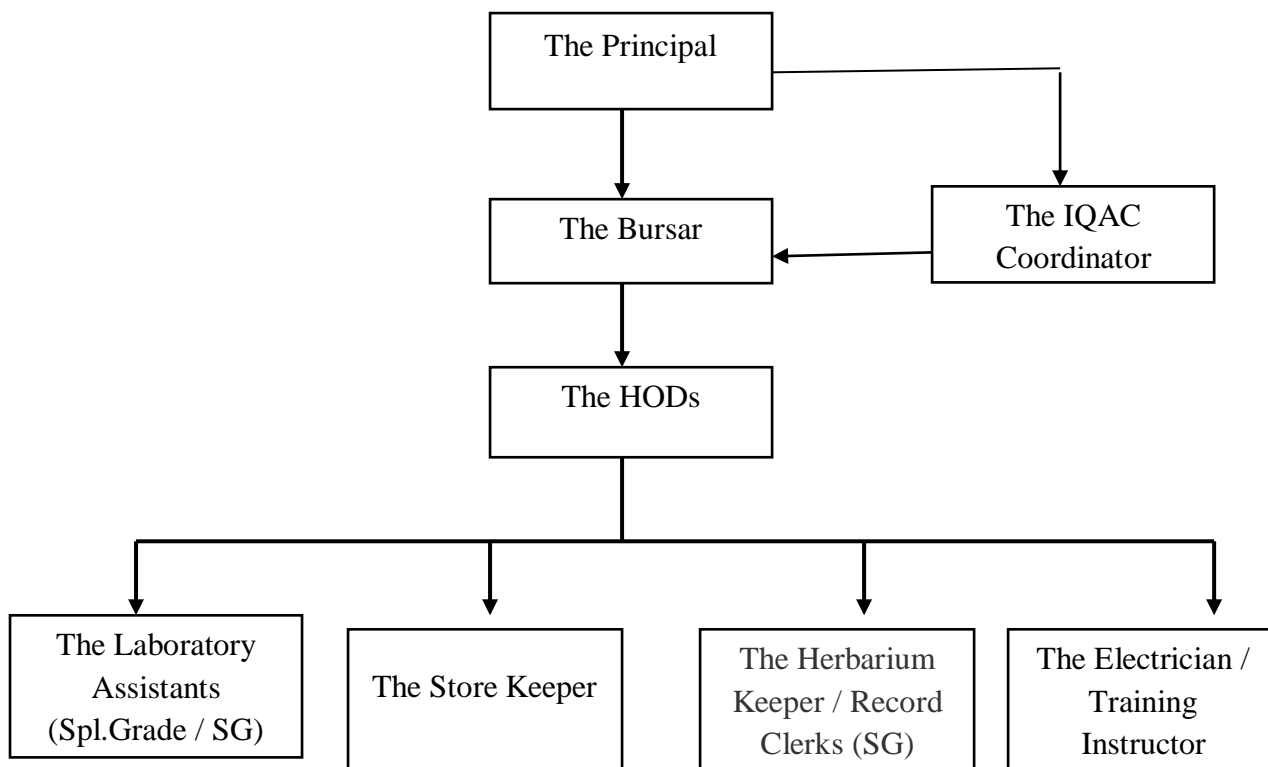 The Principal
The Bursar
The IQAC
Coordinator
The HODs
The Laboratory
Assistants
(Spl.Grade / SG)
The Store Keeper
The Herbarium
Keeper / Record
Clerks (SG)
The Electrician /
Training
Instructor